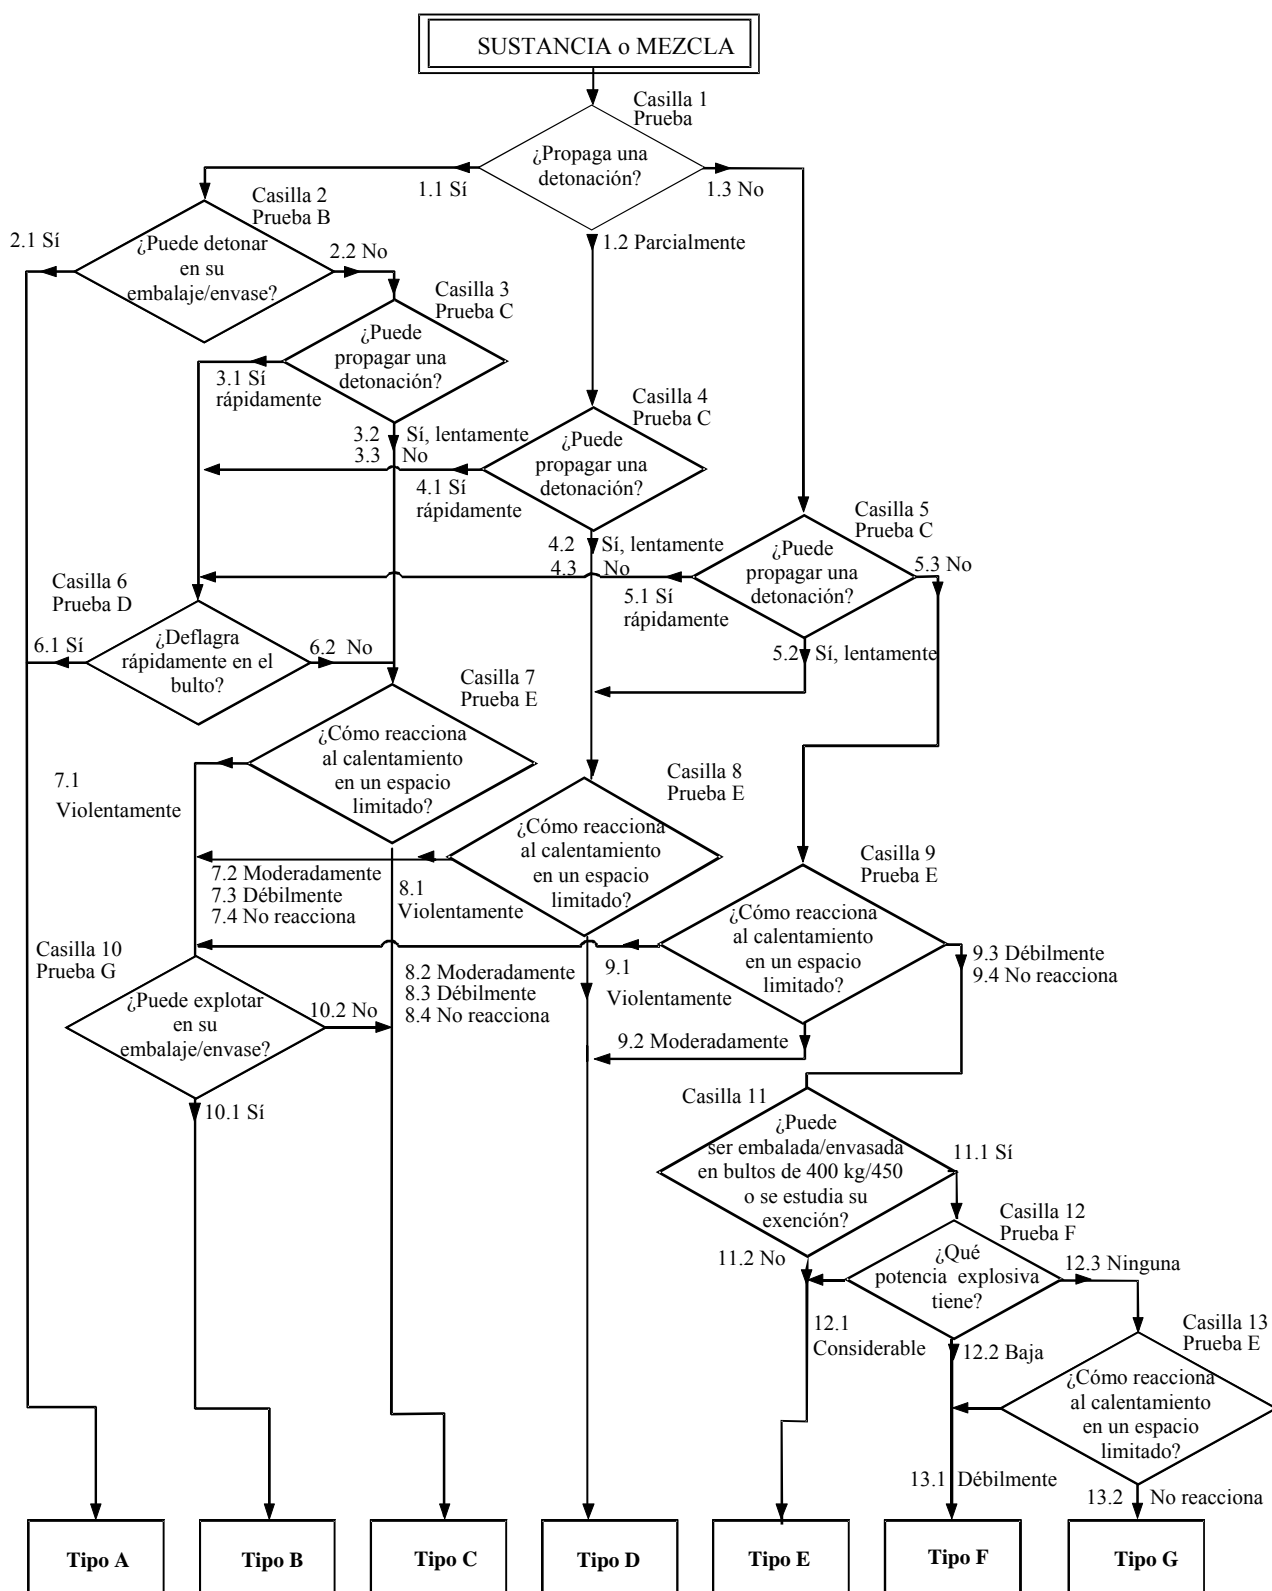 SUSTANCIA o MEZCLA
Casilla 1
Prueba
¿Propaga una
detonación?
1.1 Sí
1.3 No
1.2 Parcialmente
Casilla 2
Prueba B
2.1 Sí
¿Puede detonar
en su
embalaje/envase?
2.2 No
Casilla 3
Prueba C
¿Puede
propagar una
detonación?
3.1 Sí
rápidamente
3.2 Sí, lentamente
3.3 No
Casilla 4
Prueba C
¿Puede
propagar una
detonación?
4.1 Sí
rápidamente
4.2 Sí, lentamente
4.3 No
Casilla 5
Prueba C
¿Puede
propagar una
detonación?
5.3 No
5.1 Sí
rápidamente
5.2 Sí, lentamente
Casilla 6
Prueba D
6.1 Sí
¿Deflagra
rápidamente en el
bulto?
6.2 No
Casilla 7
Prueba E
¿Cómo reacciona
al calentamiento
en un espacio
limitado?
7.1
Violentamente
7.2 Moderadamente
7.3 Débilmente
7.4 No reacciona
Casilla 8
Prueba E
¿Cómo reacciona
al calentamiento
en un espacio
limitado?
8.1
Violentamente
8.2 Moderadamente
8.3 Débilmente
8.4 No reacciona
Casilla 9
Prueba E
¿Cómo reacciona
al calentamiento
en un espacio
limitado?
9.1
Violentamente
9.2 Moderadamente
9.3 Débilmente
9.4 No reacciona
Casilla 10
Prueba G
¿Puede explotar
en su
embalaje/envase?
10.2 No
10.1 Sí
Casilla 11
¿Puede
ser embalada/envasada
en bultos de 400 kg/450
o se estudia su
exención?
11.1 Sí
11.2 No
Casilla 12
Prueba F
¿Qué
potencia explosiva
tiene?
12.3 Ninguna
12.1
Considerable
12.2 Baja
Casilla 13
Prueba E
¿Cómo reacciona
al calentamiento
en un espacio
limitado?
13.1 Débilmente
13.2 No reacciona
Tipo A
Tipo B
Tipo C
Tipo D
Tipo E
Tipo F
Tipo G